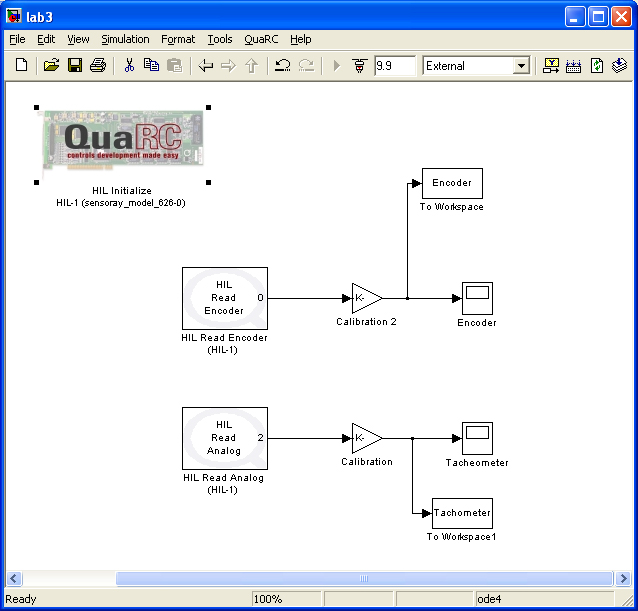 lab3
File Edit View Simulation Format Tools QuaRC Help
9.9 External
QuaRC
controls development made easy
HIL Initialize
HIL-1 (sensoray_model_626-0)
Encoder
To Workspace
HIL
Read
Encoder
0
K-
HIL Read Encoder
(HIL-1)
Calibration 2
Encoder
HIL
Read
Analog
2
K-
HIL Read Analog
(HIL-1)
Calibration
Tacheometer
Tachometer
To Workspace1
Ready 100% ode4